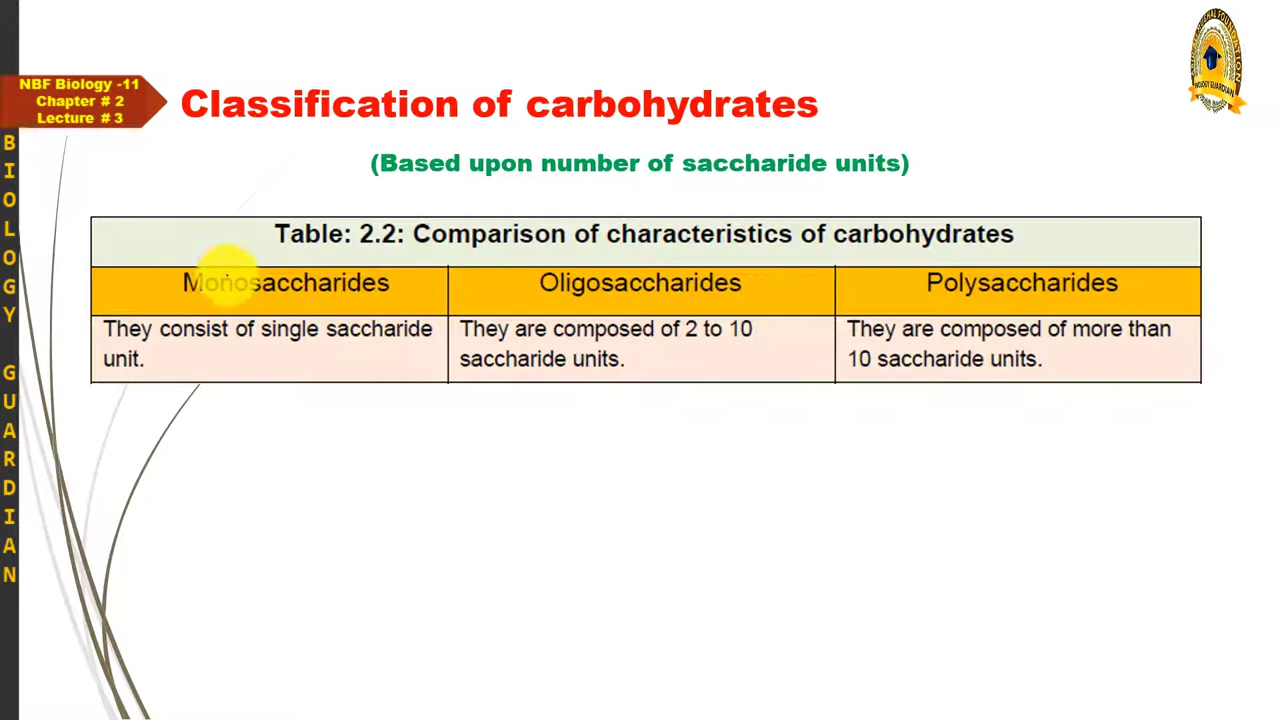 NBF Biology -11
Chapter # 2
Lecture # 3
Classification of carbohydrates
(Based upon number of saccharide units)
Table: 2.2: Comparison of characteristics of carbohydrates
Monosaccharides
Oligosaccharides
Polysaccharides
They consist of single saccharide
unit.
They are composed of 2 to 10
saccharide units.
They are composed of more than
10 saccharide units.
BIOLOGY GUARDIAN
BIOLOGY GUARDIAN